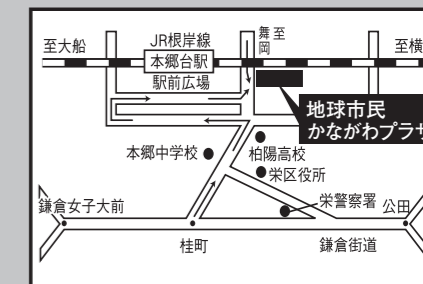 至大船
JR根岸線
本郷台駅
駅前広場
至舞岡
至横
地球市民
かながわプラザ
本郷中学校
柏陽高校
栄区役所
栄警察署
公田
鎌倉女子大前
桂町
鎌倉街道